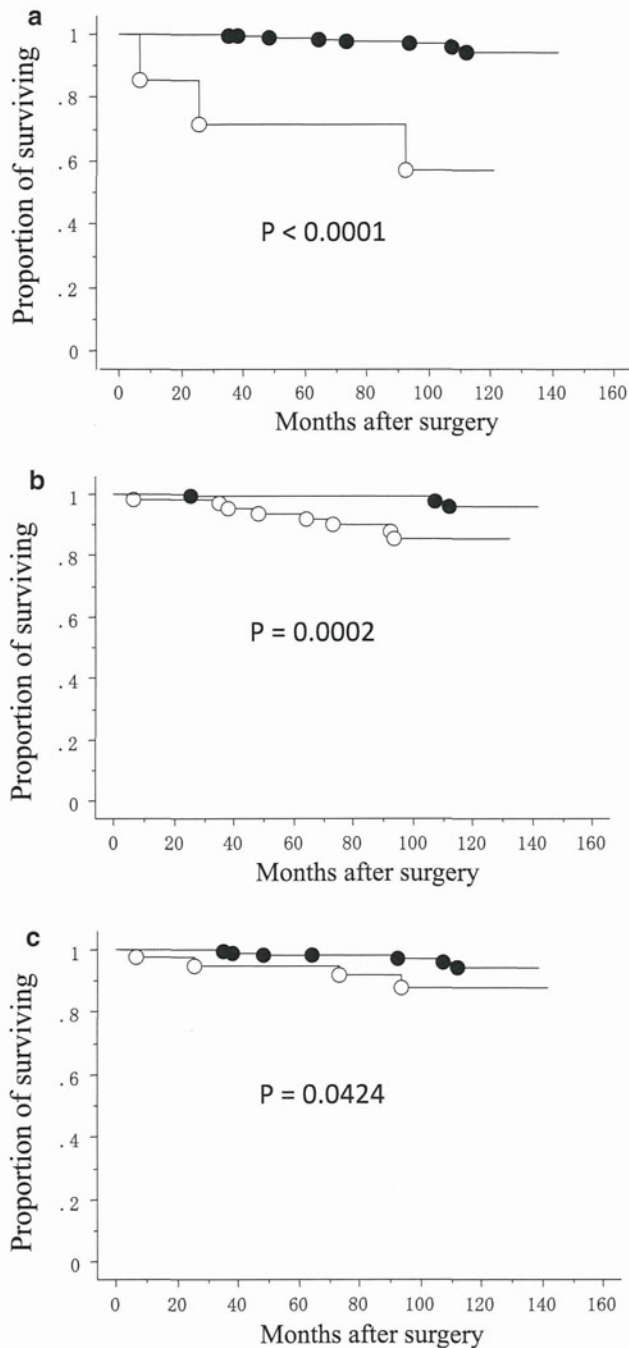 a
Proportion of surviving
1
.8
.6
.4
.2
0
P < 0.0001
0 20 40 60 80 100 120 140 160
Months after surgery
b
Proportion of surviving
1
.8
.6
.4
.2
0
P = 0.0002
0 20 40 60 80 100 120 140 160
Months after surgery
c
Proportion of surviving
1
.8
.6
.4
.2
0
P = 0.0424
0 20 40 60 80 100 120 140 160
Months after surgery